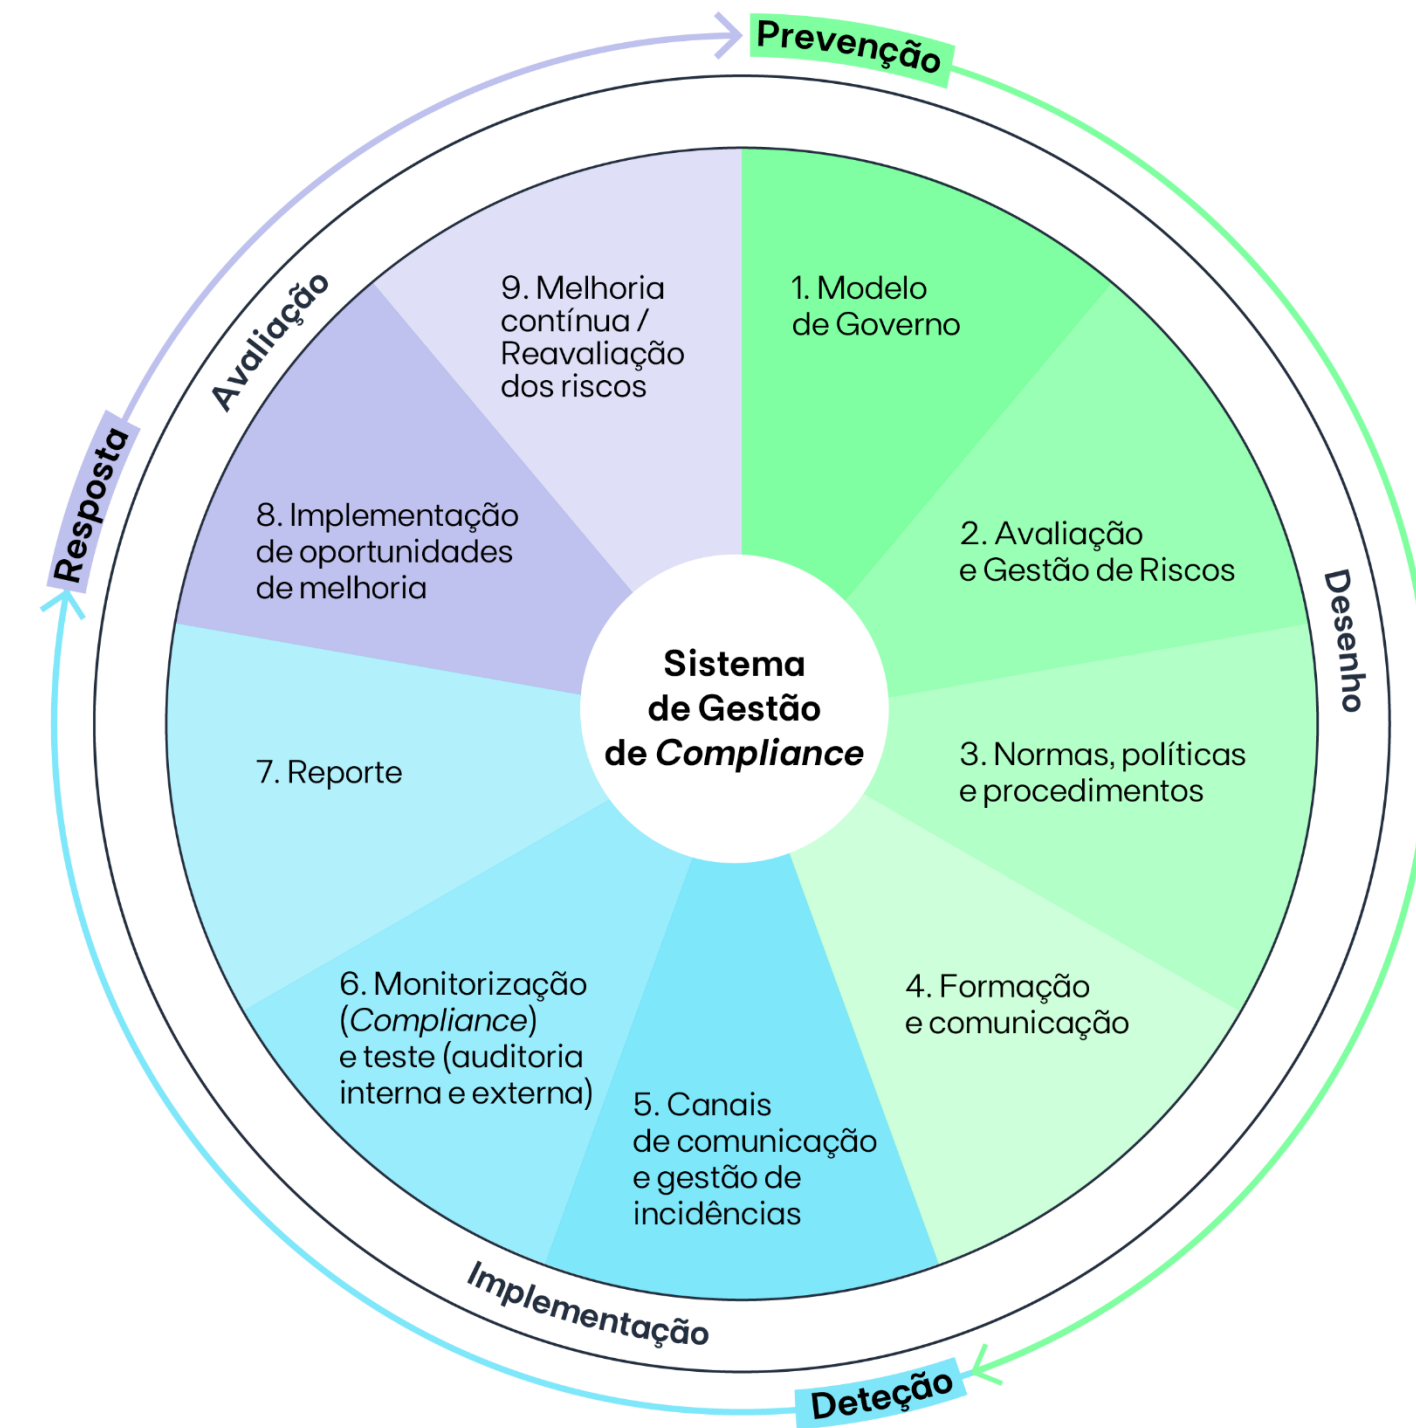 Prevenção
Desenho
Deteção
Implementação
Resposta
Avaliação
Sistema
de Gestão
de Compliance
1. Modelo
de Governo
2. Avaliação
e Gestão de Riscos
3. Normas, políticas
e procedimentos
4. Formação
e comunicação
5. Canais
de comunicação
e gestão de
incidências
6. Monitorização
(Compliance)
e teste (auditoria
interna e externa)
7. Reporte
8. Implementação
de oportunidades
de melhoria
9. Melhoria
contínua /
Reavaliação
dos riscos